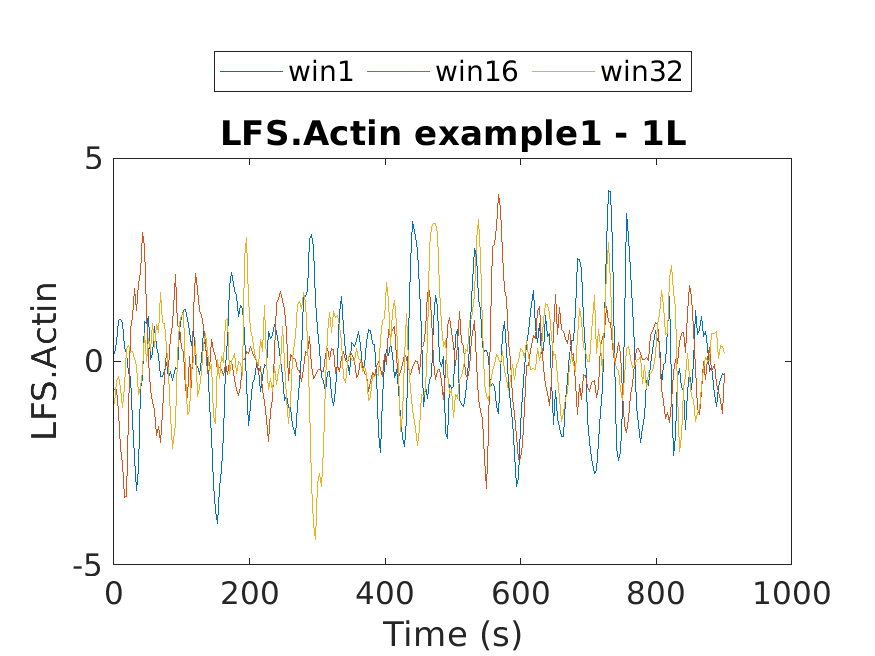 win1 win16 win32
LFS.Actin example1 - 1L
5
0
-5
LFS.Actin
0 200 400 600 800 1000
Time (s)